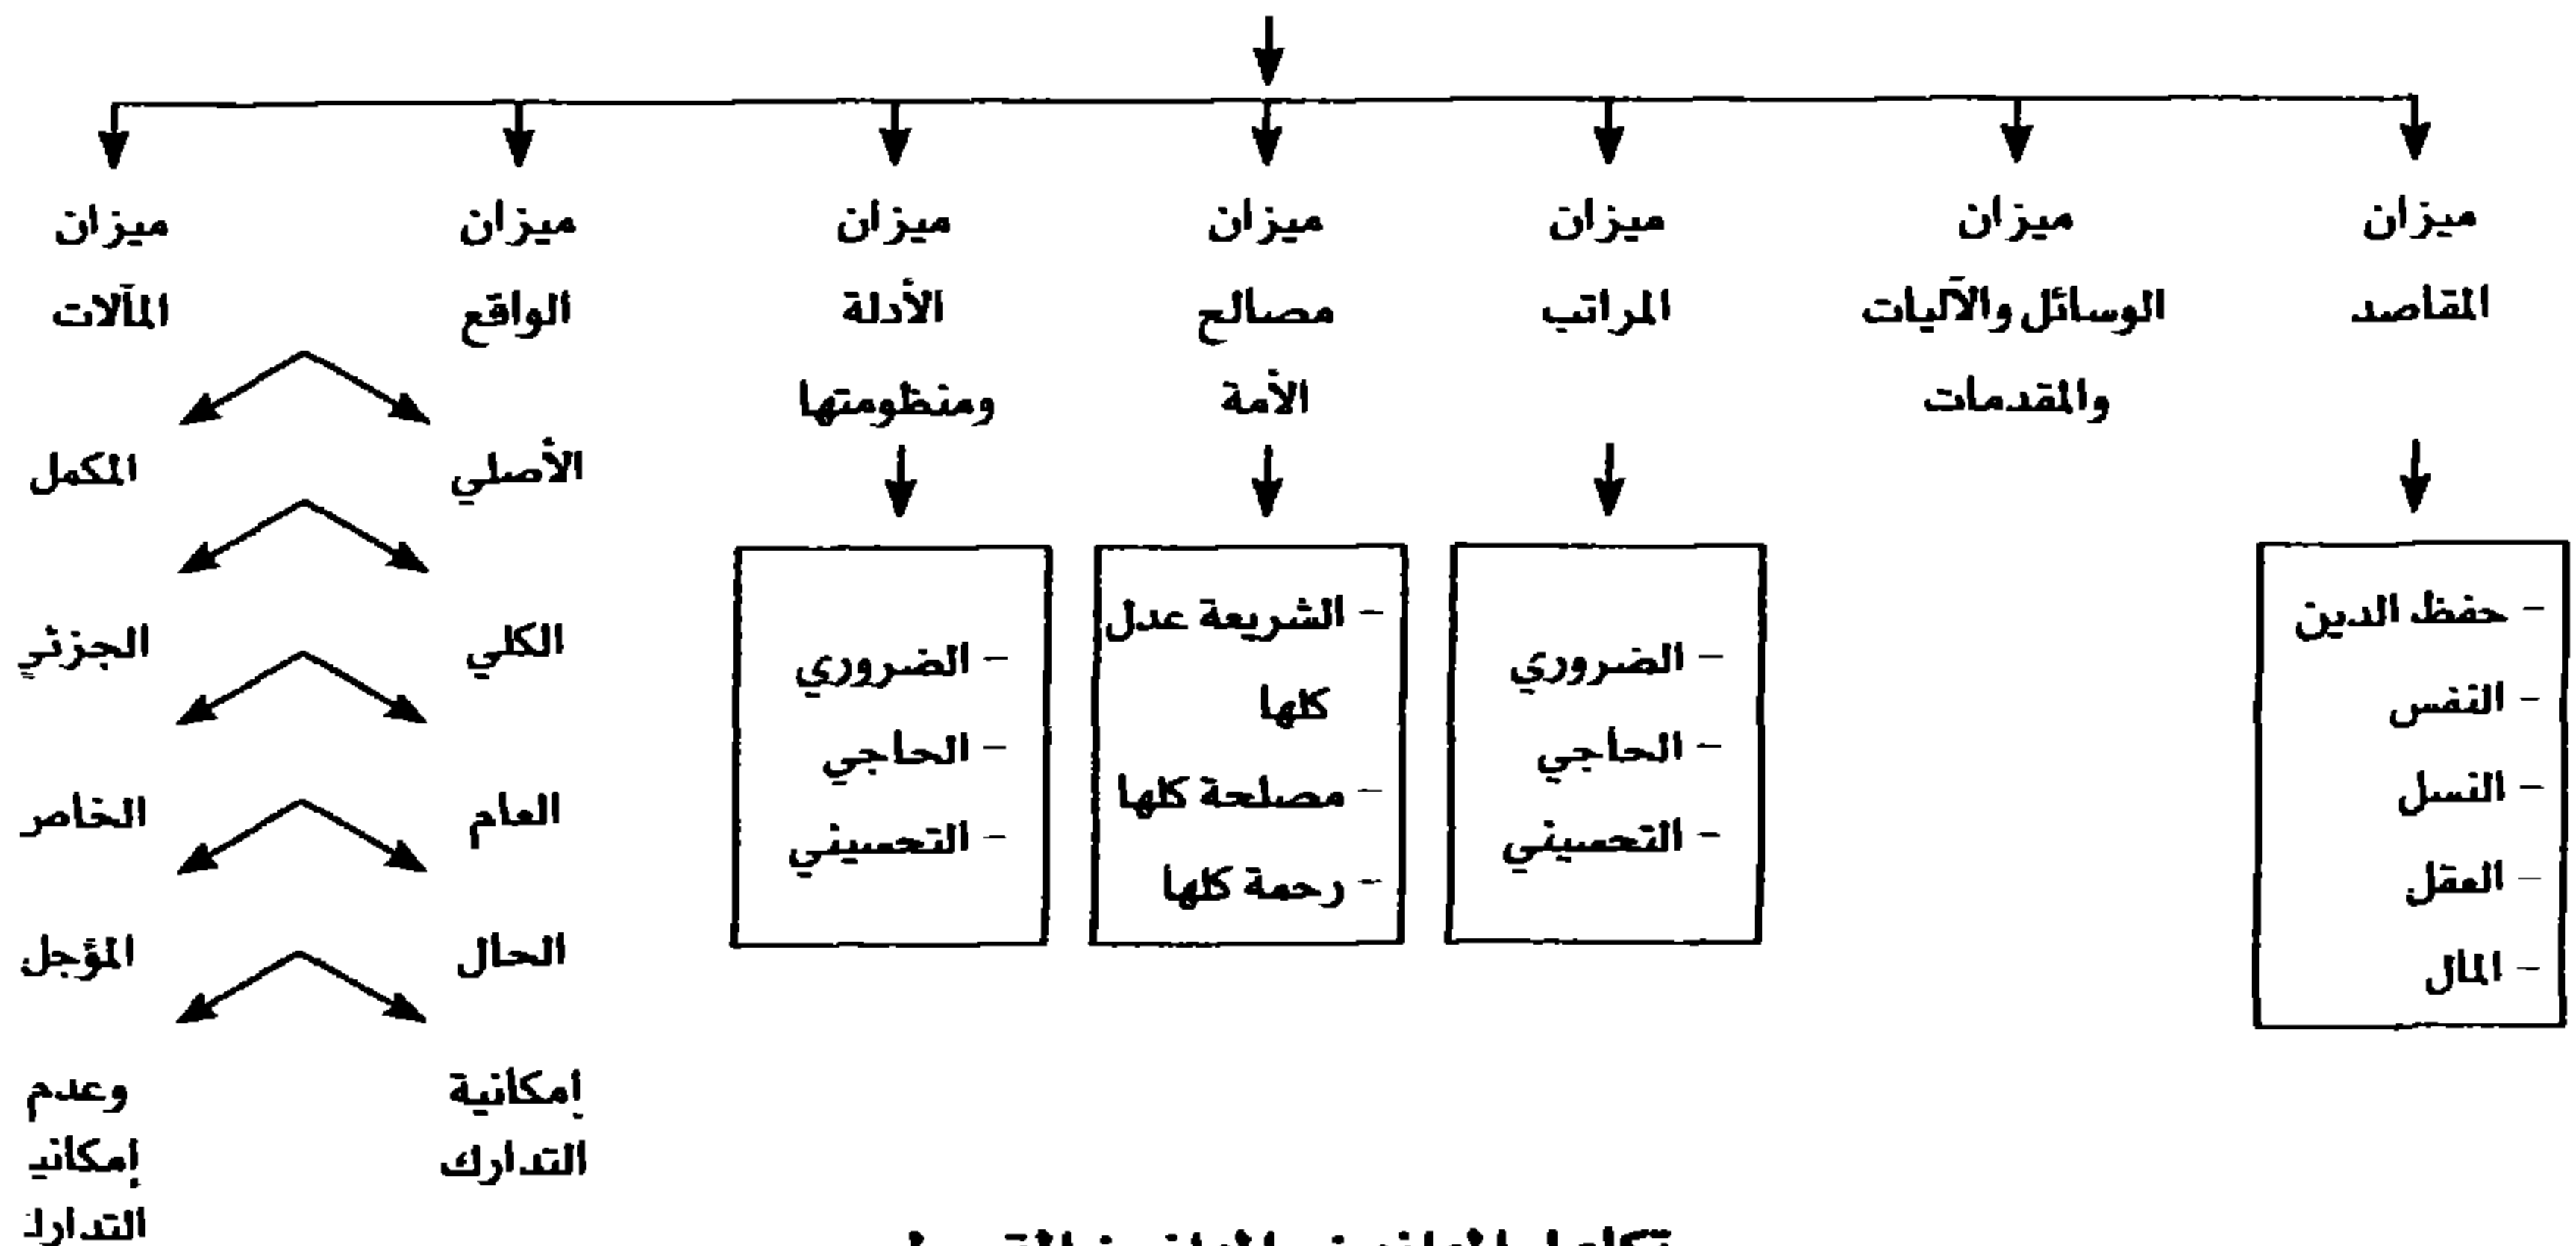 ميزان
المقاصد
- حفظ الدين
- النفس
- النسل
- العقل
- المال
ميزان
الوسائل والآليات
والمقدمات
ميزان
المراتب
- الضروري
- الحاجي
- التحسيني
ميزان
مصالح
الأمة
- الشريعة عدل
كلها
- مصلحة كلها
- رحمة كلها
ميزان
الأدلة
ومنظومتها
- الضروري
- الحاجي
- التحسيني
ميزان
الواقع
ميزان
المآلات
الأصلي
المكمل
الكلي
الجزئي
العام
الخاص
الحال
المؤجل
إمكانية
التدارك
وعدم